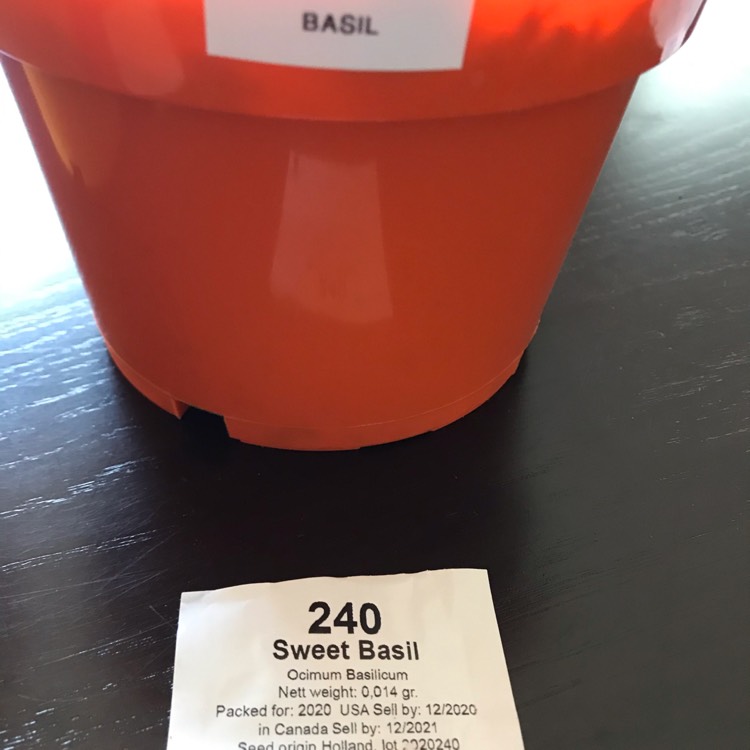 BASIL
240
Sweet Basil
Ocimum Basilicum
Nett weight: 0,014 gr.
Packed for: 2020 USA Sell by: 12/2020
in Canada Sell by: 12/2021
Seed origin Holland, lot 2020240